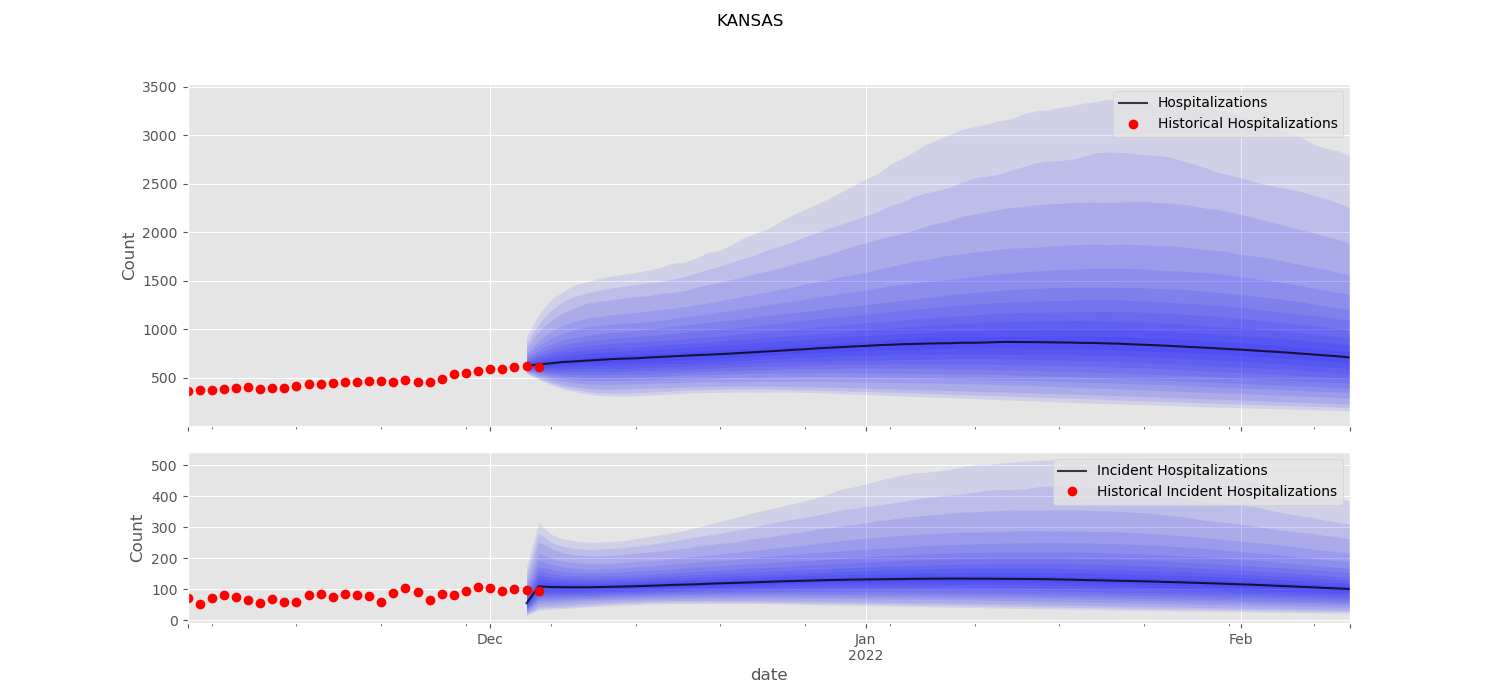 KANSAS
3500
3000
2500
2000
1500
1000
500
Count
Hospitalizations
Historical Hospitalizations
500
400
300
200
100
0
Count
Incident Hospitalizations
Historical Incident Hospitalizations
Dec
Jan
2022
Feb
date